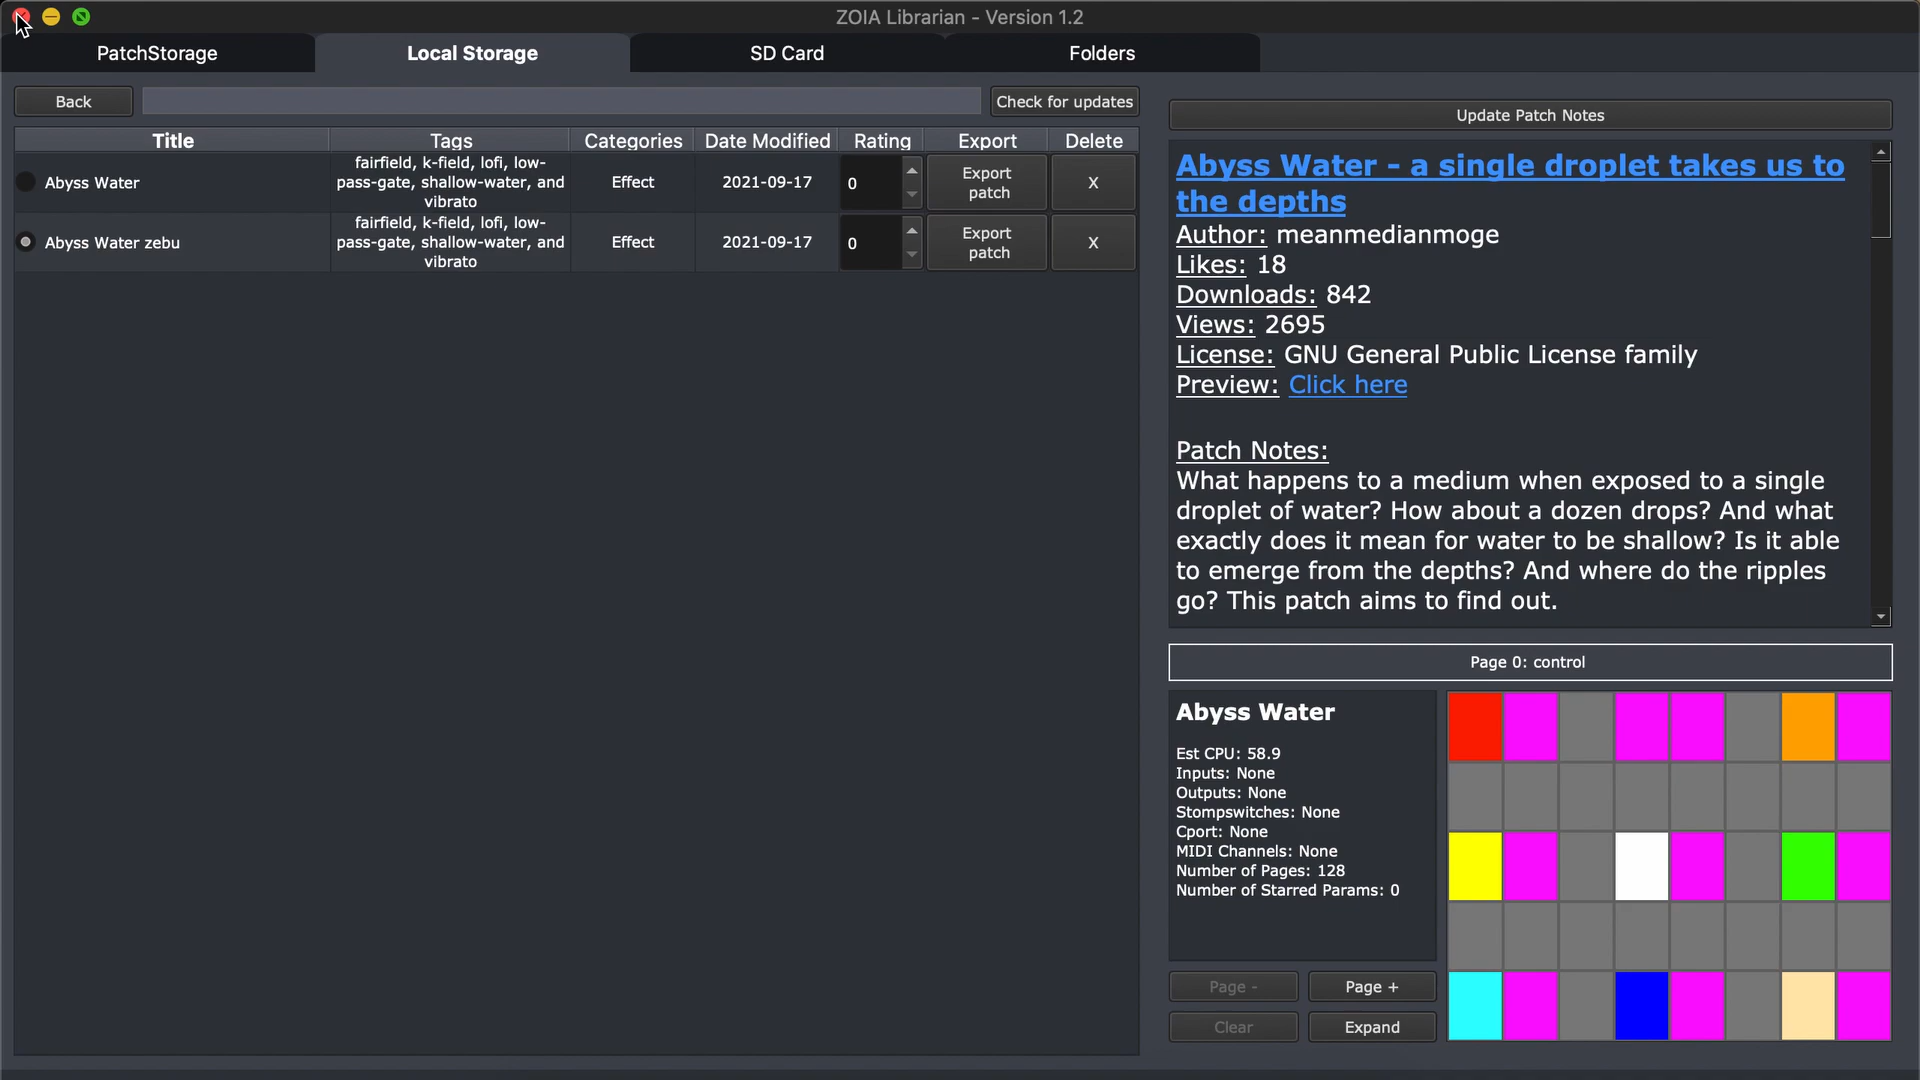 ZOIA Librarian - Version 1.2
PatchStorage
Local Storage
SD Card
Folders
Back
Check for updates
Title
Tags
Categories
Date Modified
Rating
Export
Delete
Abyss Water
fairfield, k-field, lofi, low-
pass-gate, shallow-water, and
vibrato
Effect
2021-09-17
0
Export
patch
X
Abyss Water zebu
fairfield, k-field, lofi, low-
pass-gate, shallow-water, and
vibrato
Effect
2021-09-17
0
Export
patch
X
Update Patch Notes
Abyss Water - a single droplet takes us to
the depths
Author: meanmedianmoge
Likes: 18
Downloads: 842
Views: 2695
License: GNU General Public License family
Preview: Click here
Patch Notes:
What happens to a medium when exposed to a single
droplet of water? How about a dozen drops? And what
exactly does it mean for water to be shallow? Is it able
to emerge from the depths? And where do the ripples
go? This patch aims to find out.
Page 0: control
Abyss Water
Est CPU: 58.9
Inputs: None
Outputs: None
Stompswitches: None
Cport: None
MIDI Channels: None
Number of Pages: 128
Number of Starred Params: 0
Page -
Page +
Clear
Expand